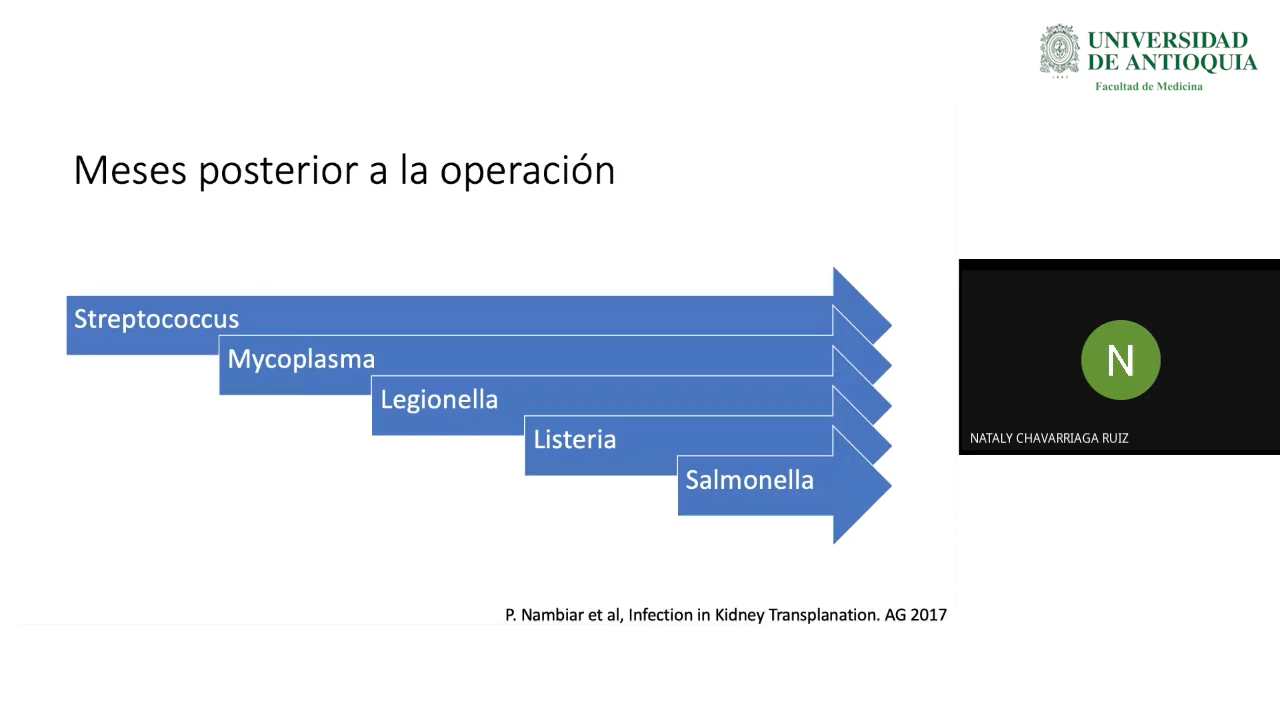 UNIVERSIDAD
DE ANTIOQUIA
Facultad de Medicina
Meses posterior a la operación
Streptococcus
Mycoplasma
Legionella
Listeria
Salmonella
N
NATALY CHAVARRIAGA RUIZ
P. Nambiar et al, Infection in Kidney Transplanation. AG 2017